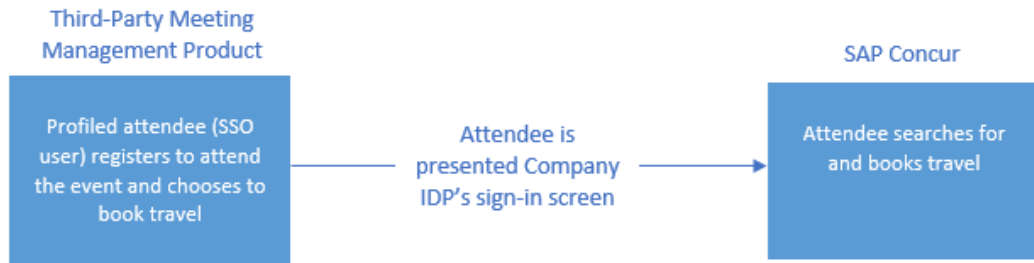 Third-Party Meeting
Management Product
Profiled attendee (SSO
user) registers to attend
the event and chooses to
book travel
Attendee is
presented Company
IDP's sign-in screen
SAP Concur
Attendee searches for
and books travel